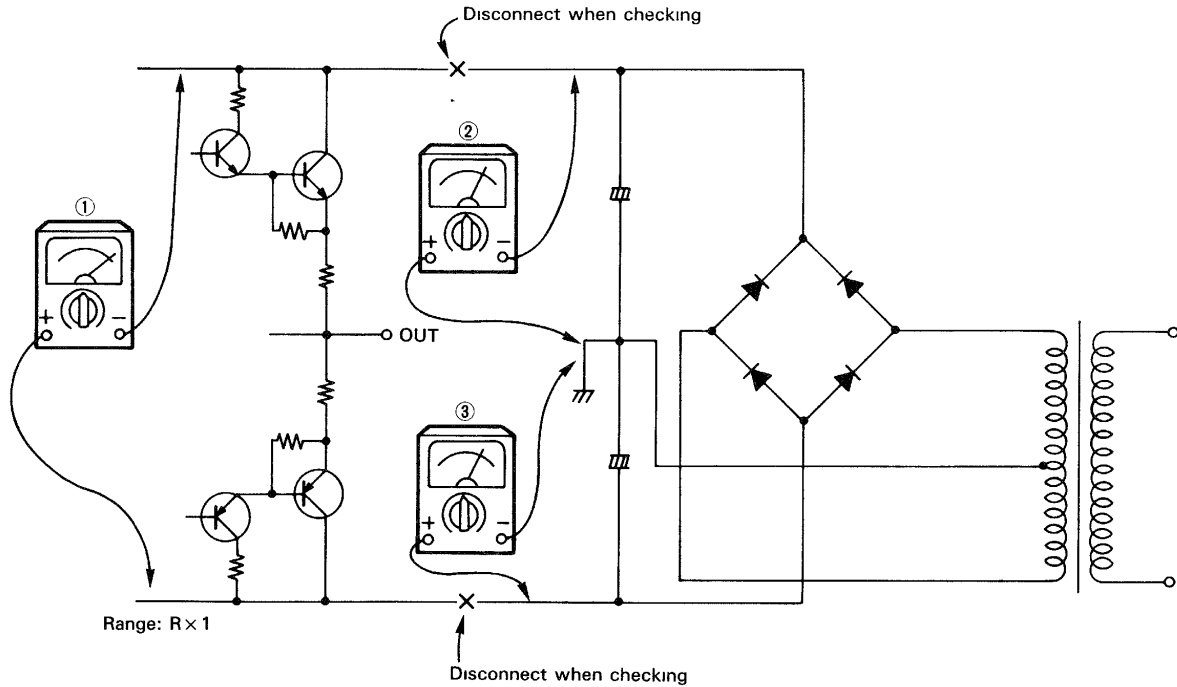 Disconnect when checking
①
+ −
②
+ −
OUT
③
+ −
Range: R×1
Disconnect when checking